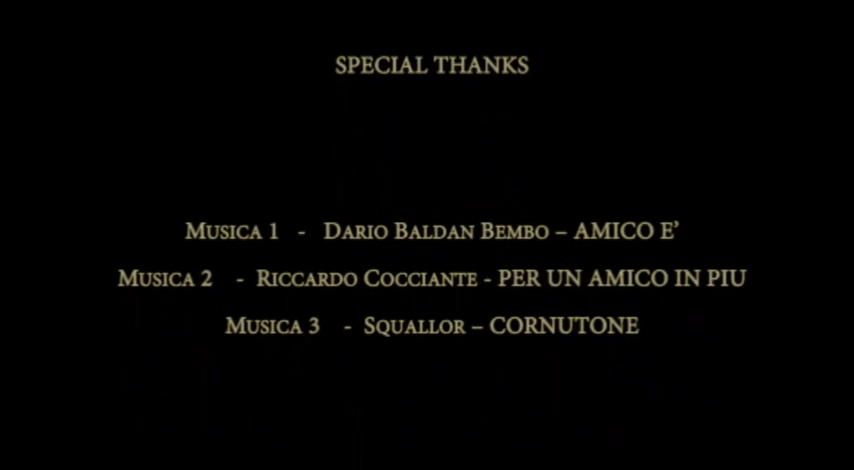 SPECIAL THANKS
MUSICA 1 - DARIO BALDAN BEMBO – AMICO E’
MUSICA 2 - RICCARDO COCCIANTE - PER UN AMICO IN PIU
MUSICA 3 - SQUALLOR – CORNUTONE